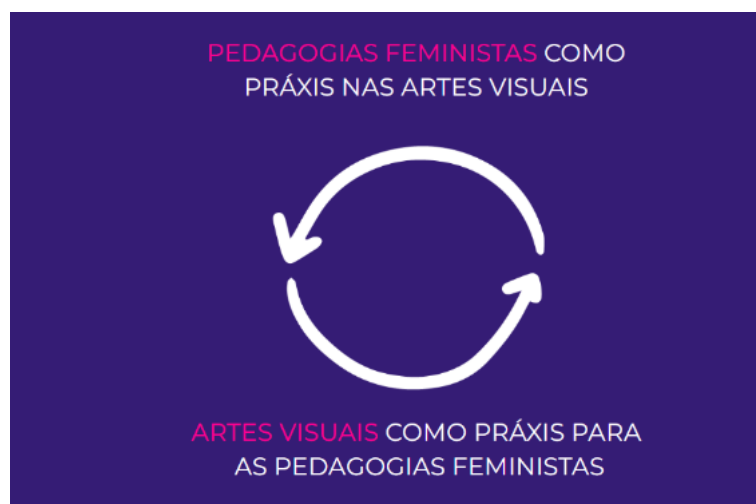 PEDAGOGIAS FEMINISTAS COMO
PRÁXIS NAS ARTES VISUAIS
ARTES VISUAIS COMO PRÁXIS PARA
AS PEDAGOGIAS FEMINISTAS